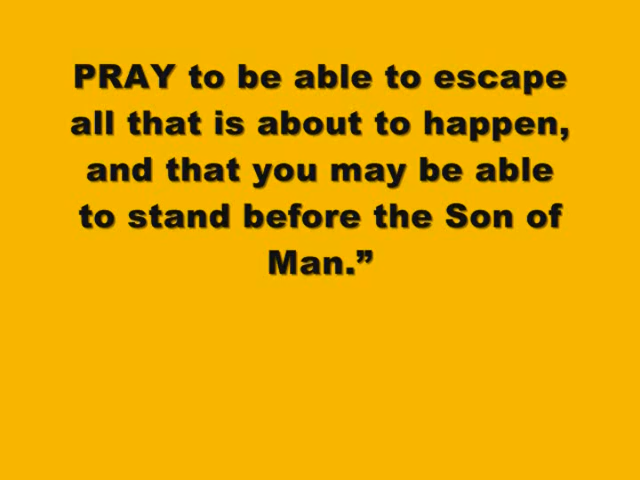 PRAY to be able to escape
all that is about to happen,
and that you may be able
to stand before the Son of
Man.”